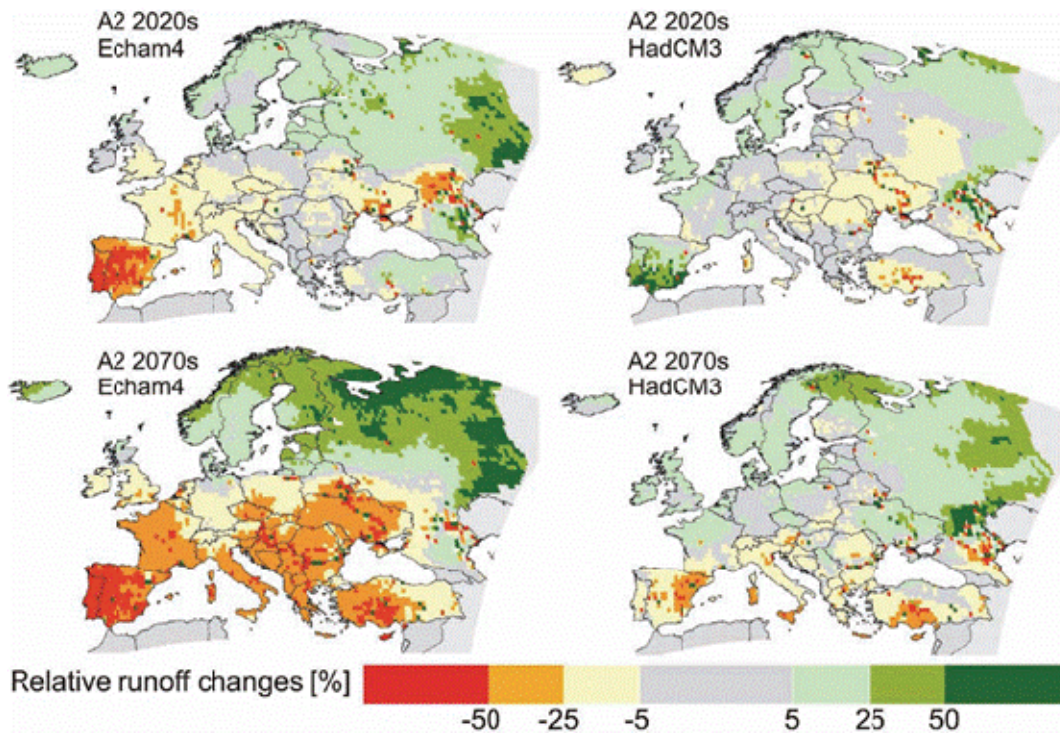 A2 2020s
Echam4
A2 2020s
HadCM3
A2 2070s
Echam4
A2 2070s
HadCM3
Relative runoff changes [%]
-50 -25 -5 5 25 50